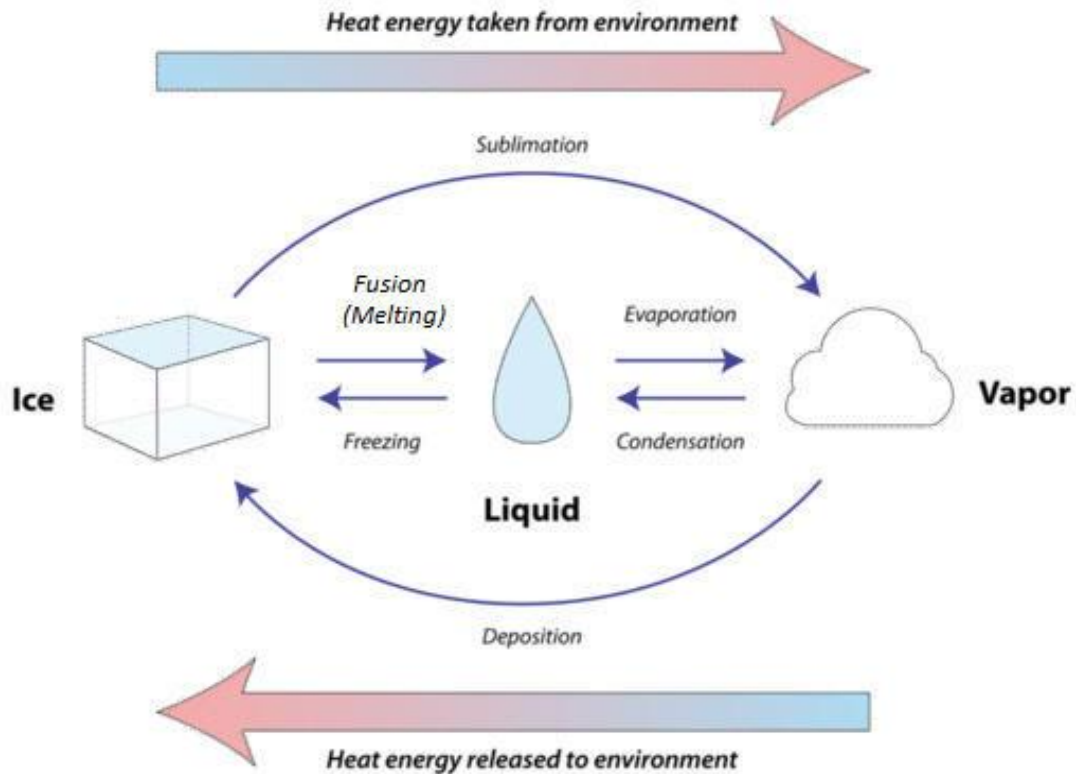 Heat energy taken from environment
Sublimation
Fusion
(Melting)
Evaporation
Ice
Vapor
Freezing
Condensation
Liquid
Deposition
Heat energy released to environment